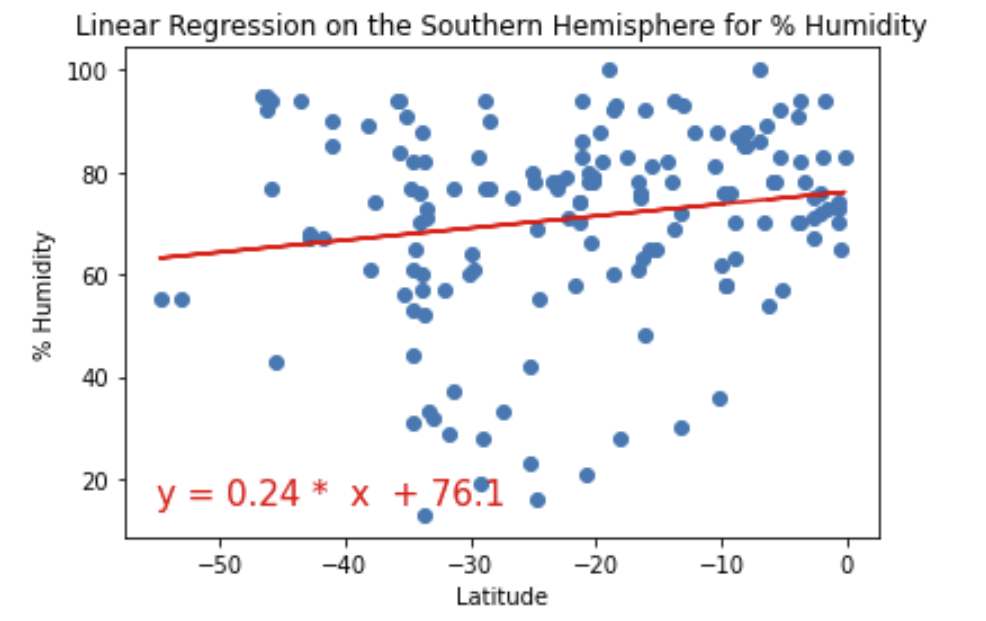 Linear Regression on the Southern Hemisphere for % Humidity
100
80
60
40
20
% Humidity
y = 0.24 * x + 76.1
−50 −40 −30 −20 −10 0
Latitude